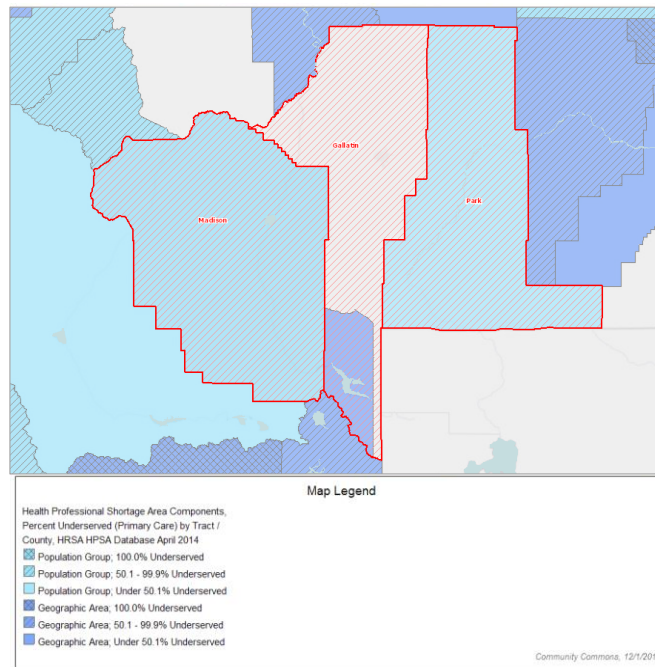 Gallatin
Madison
Park
Map Legend
Health Professional Shortage Area Components,
Percent Underserved (Primary Care) by Tract /
County, HRSA HPSA Database April 2014
Population Group; 100.0% Underserved
Population Group; 50.1 - 99.9% Underserved
Population Group; Under 50.1% Underserved
Geographic Area; 100.0% Underserved
Geographic Area; 50.1 - 99.9% Underserved
Geographic Area; Under 50.1% Underserved
Community Commons, 12/1/201